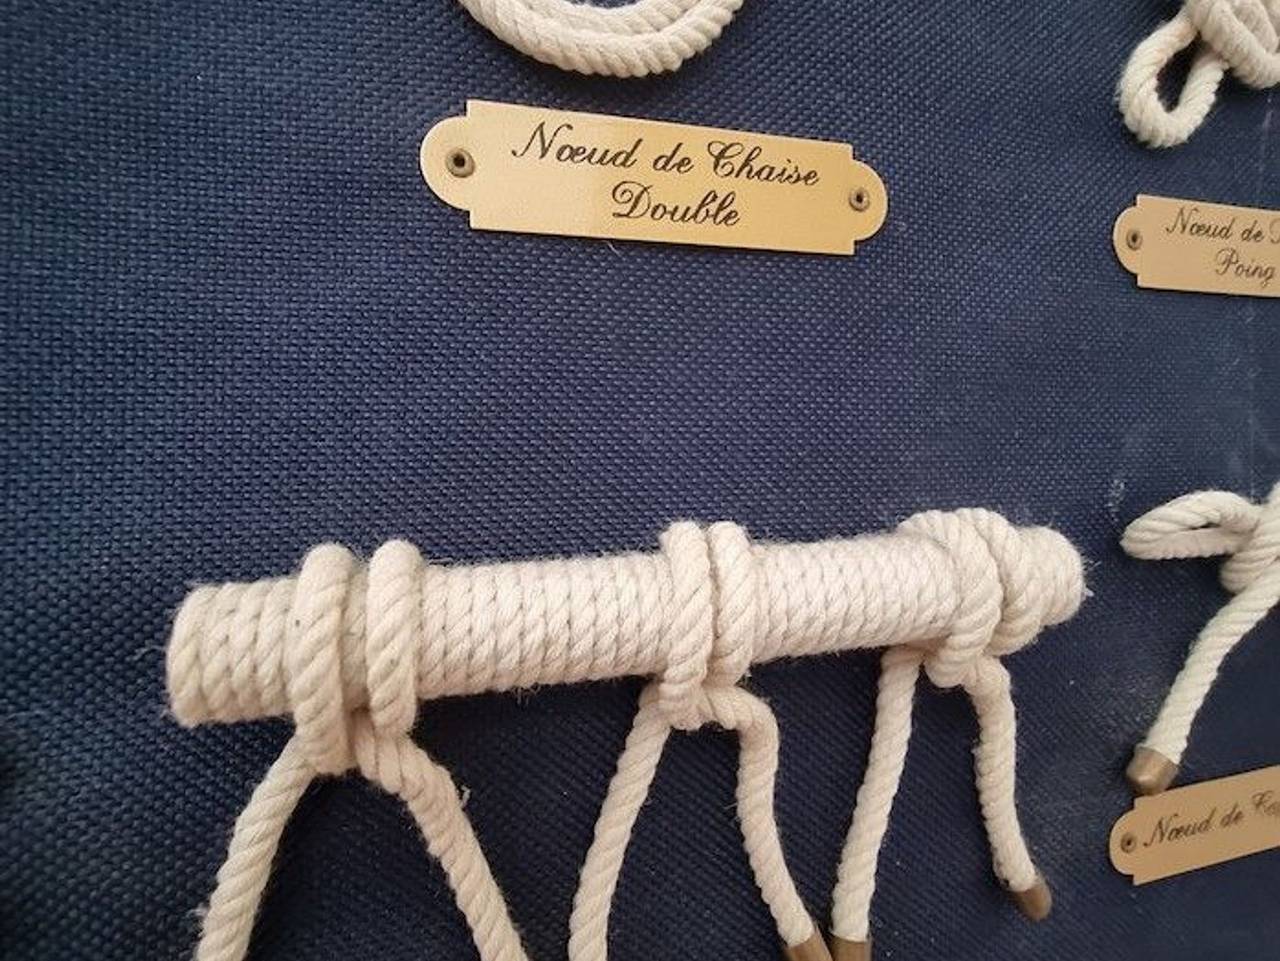 Nœud de Chaise
Double
Nœud de
Poing
Nœud de